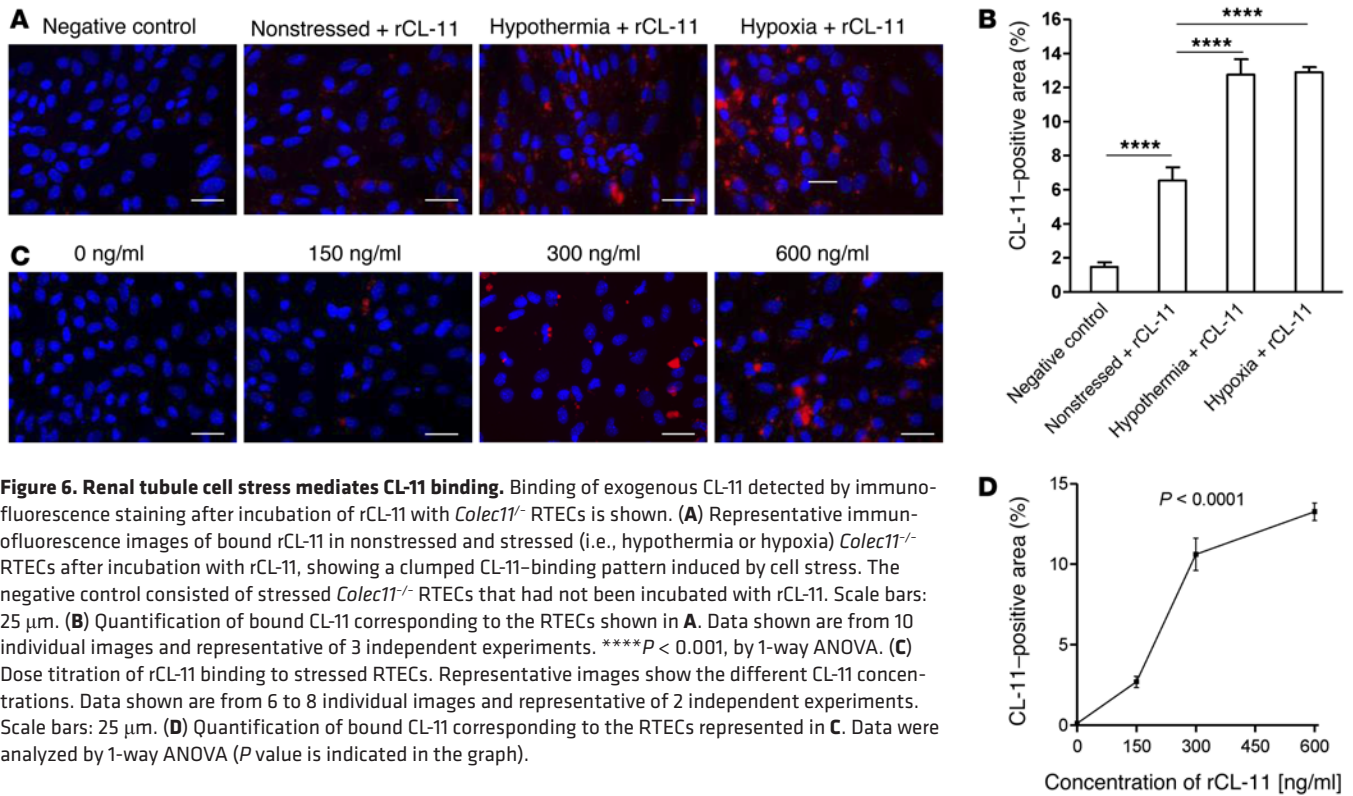 A
Negative control
Nonstressed + rCL-11
Hypothermia + rCL-11
Hypoxia + rCL-11
C
0 ng/ml
150 ng/ml
300 ng/ml
600 ng/ml
B
CL-11–positive area (%)
16
14
12
10
8
6
4
2
0
****
****
****
Negative control
Nonstressed + rCL-11
Hypothermia + rCL-11
Hypoxia + rCL-11
Figure 6. Renal tubule cell stress mediates CL-11 binding. Binding of exogenous CL-11 detected by immuno-
fluorescence staining after incubation of rCL-11 with Colec11/- RTECs is shown. (A) Representative immun-
ofluorescence images of bound rCL-11 in nonstressed and stressed (i.e., hypothermia or hypoxia) Colec11–/–
RTECs after incubation with rCL-11, showing a clumped CL-11–binding pattern induced by cell stress. The
negative control consisted of stressed Colec11–/– RTECs that had not been incubated with rCL-11. Scale bars:
25 μm. (B) Quantification of bound CL-11 corresponding to the RTECs shown in A. Data shown are from 10
individual images and representative of 3 independent experiments. ****P < 0.001, by 1-way ANOVA. (C)
Dose titration of rCL-11 binding to stressed RTECs. Representative images show the different CL-11 concen-
trations. Data shown are from 6 to 8 individual images and representative of 2 independent experiments.
Scale bars: 25 μm. (D) Quantification of bound CL-11 corresponding to the RTECs represented in C. Data were
analyzed by 1-way ANOVA (P value is indicated in the graph).
D
CL-11–positive area (%)
15
10
5
0
P < 0.0001
0
150
300
450
600
Concentration of rCL-11 [ng/ml]